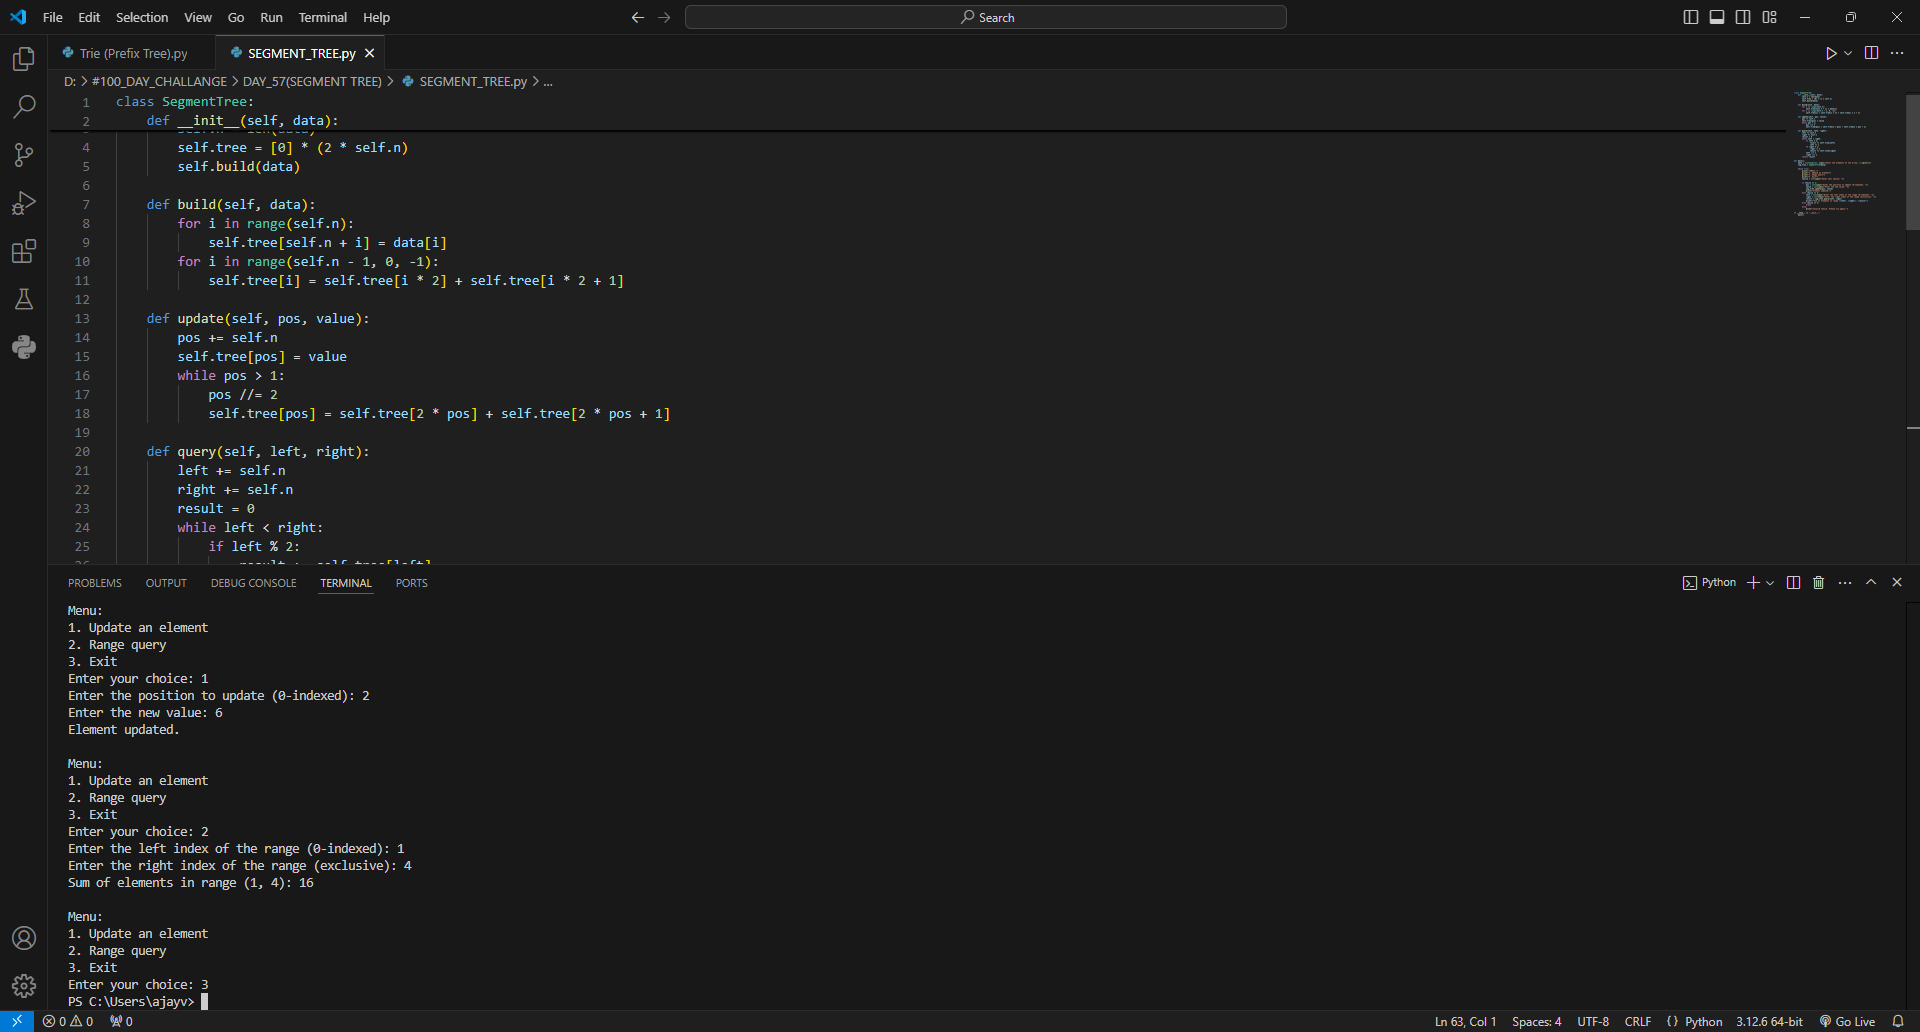 File Edit Selection View Go Run Terminal Help Search
Trie (Prefix Tree).py SEGMENT_TREE.py
D: > #100_DAY_CHALLANGE > DAY_57(SEGMENT TREE) > SEGMENT_TREE.py > ...
1 class SegmentTree:
2 def __init__(self, data):
4 self.tree = [0] * (2 * self.n)
5 self.build(data)
6
7 def build(self, data):
8 for i in range(self.n):
9 self.tree[self.n + i] = data[i]
10 for i in range(self.n - 1, 0, -1):
11 self.tree[i] = self.tree[i * 2] + self.tree[i * 2 + 1]
12
13 def update(self, pos, value):
14 pos += self.n
15 self.tree[pos] = value
16 while pos > 1:
17 pos //= 2
18 self.tree[pos] = self.tree[2 * pos] + self.tree[2 * pos + 1]
19
20 def query(self, left, right):
21 left += self.n
22 right += self.n
23 result = 0
24 while left < right:
25 if left % 2:
PROBLEMS OUTPUT DEBUG CONSOLE TERMINAL PORTS Python
Menu:
1. Update an element
2. Range query
3. Exit
Enter your choice: 1
Enter the position to update (0-indexed): 2
Enter the new value: 6
Element updated.
Menu:
1. Update an element
2. Range query
3. Exit
Enter your choice: 2
Enter the left index of the range (0-indexed): 1
Enter the right index of the range (exclusive): 4
Sum of elements in range (1, 4): 16
Menu:
1. Update an element
2. Range query
3. Exit
Enter your choice: 3
PS C:\Users\ajayv>
0 0 0 Ln 63, Col 1 Spaces: 4 UTF-8 CRLF {} Python 3.12.6 64-bit Go Live